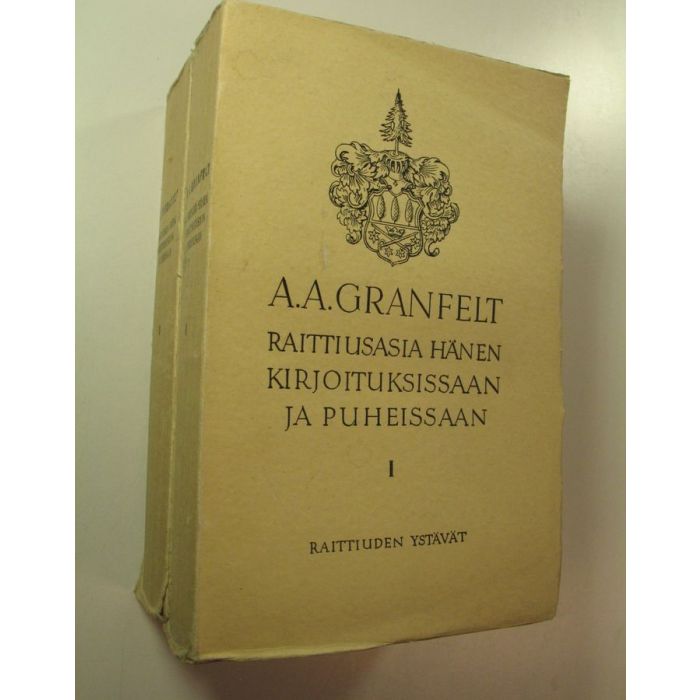 A.A.GRANFELT
RAITTIUSASIA HÄNEN
KIRJOITUKSISSAAN
JA PUHEISSAAN
I
RAITTIUDEN YSTÄVÄT